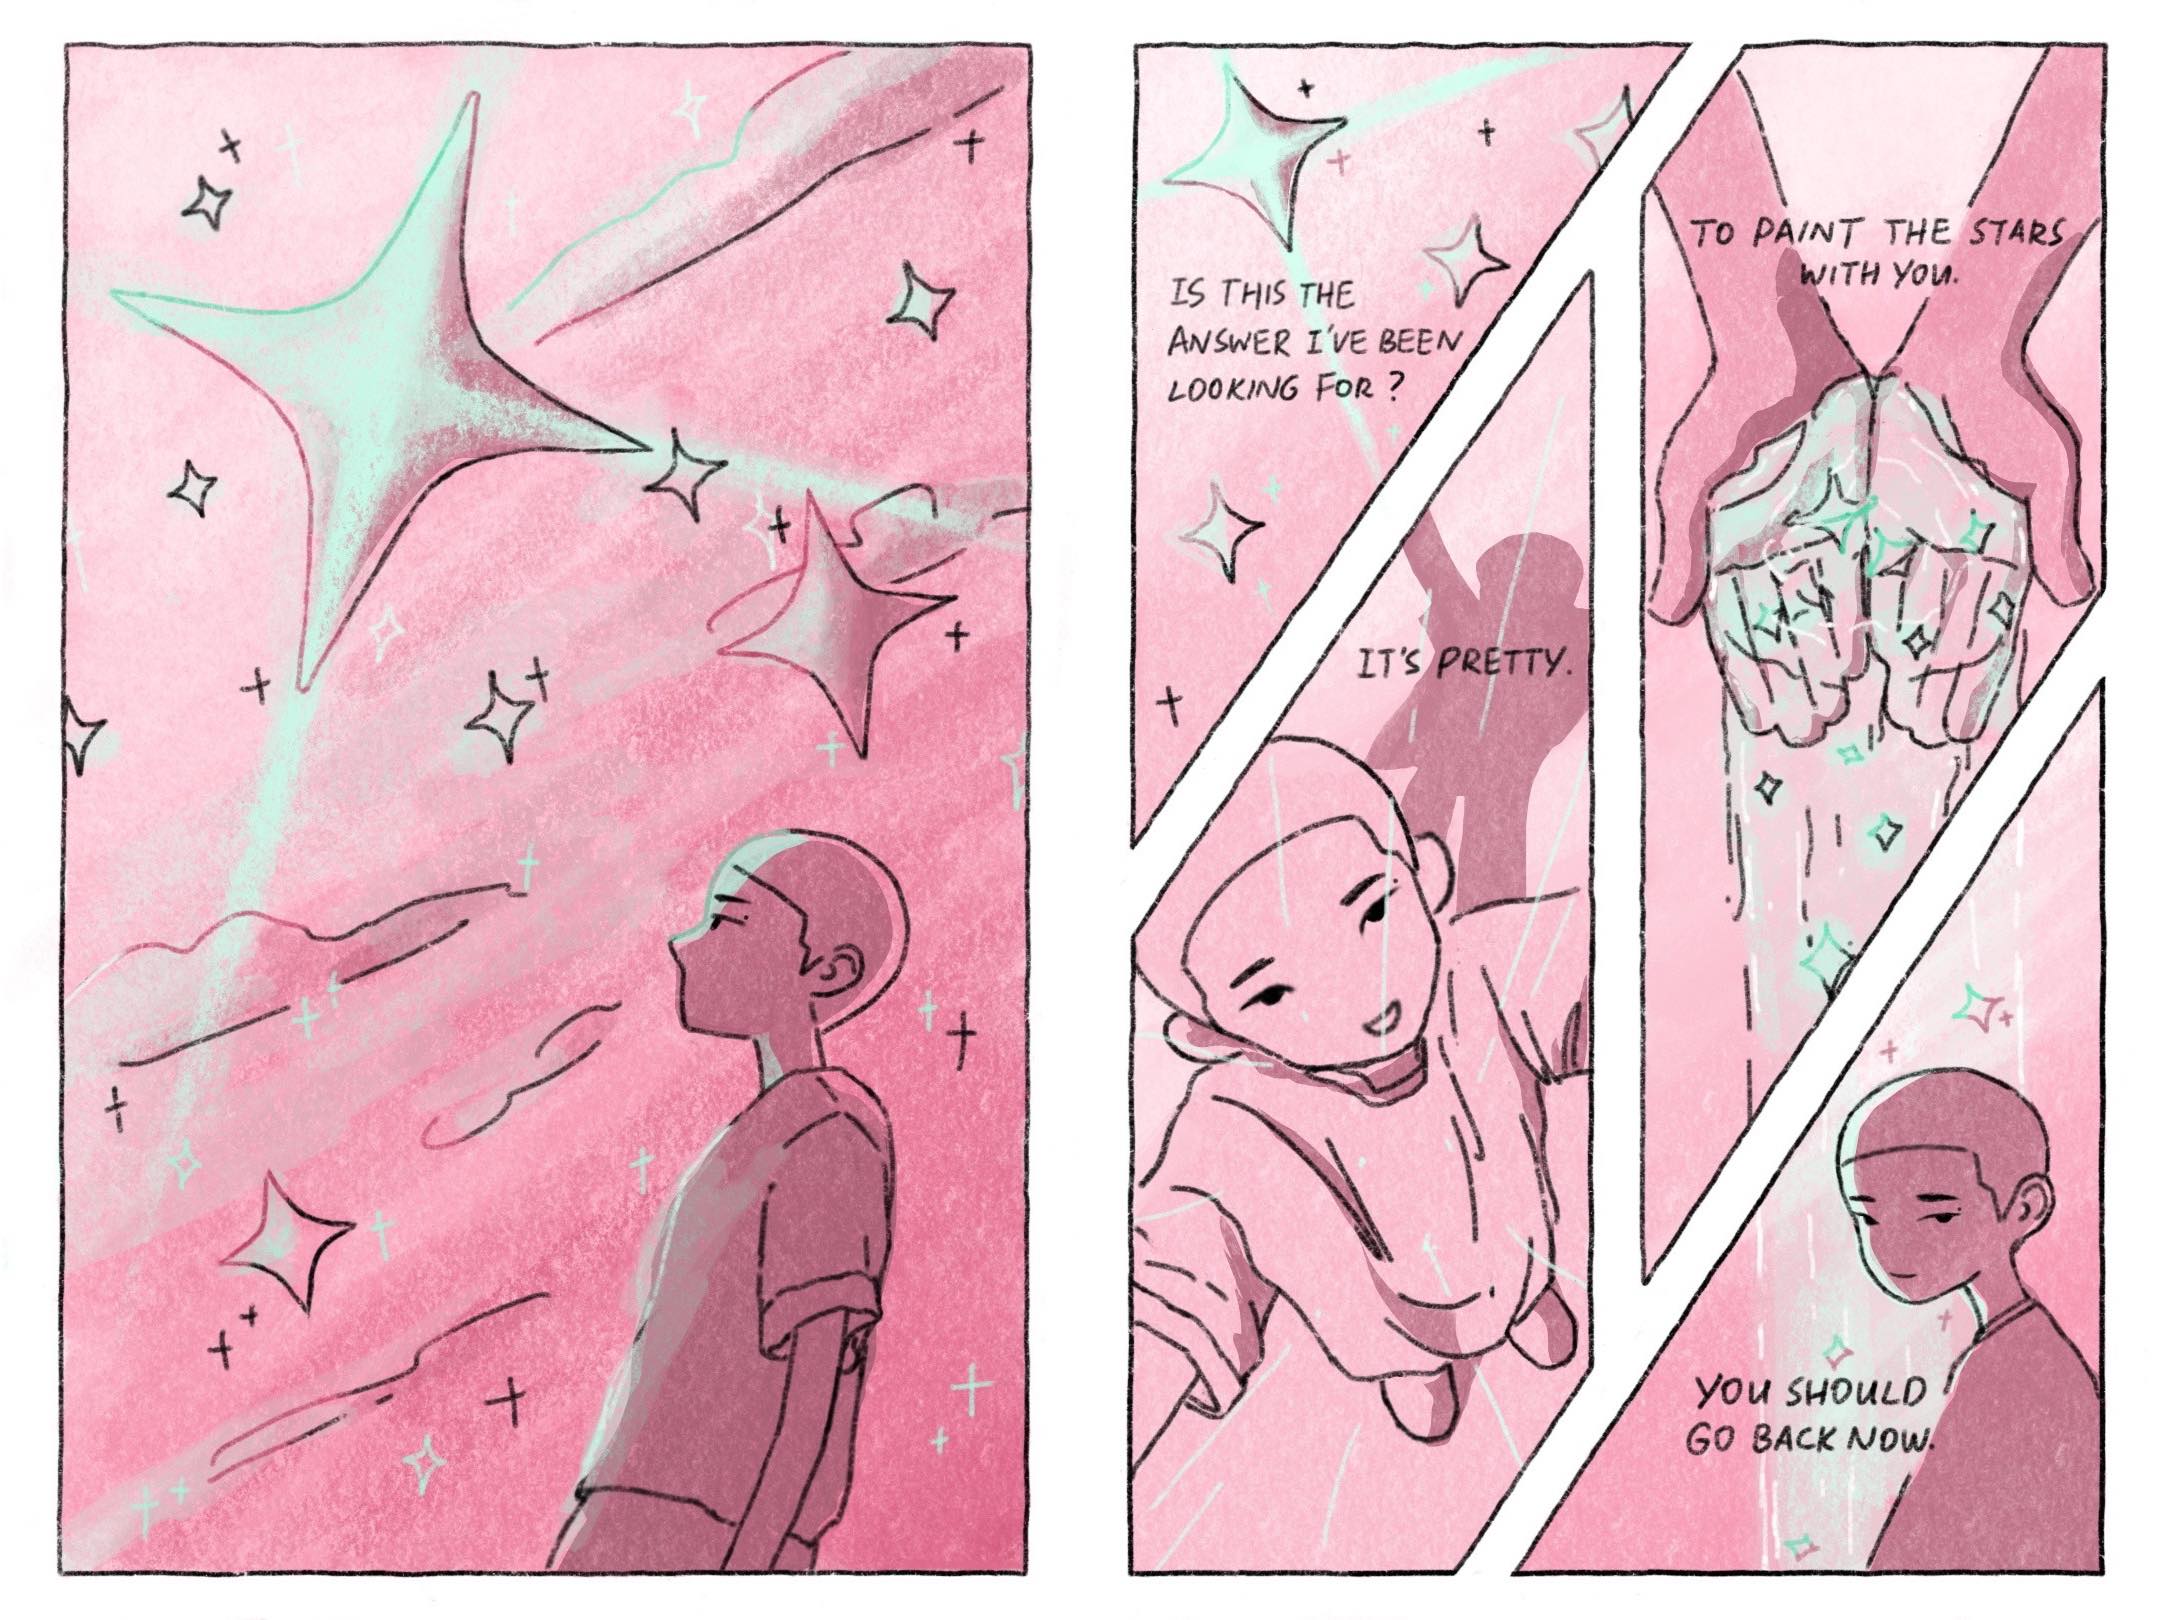 IS THIS THE
ANSWER I'VE BEEN
LOOKING FOR?
IT'S PRETTY.
TO PAINT THE STARS
WITH YOU.
YOU SHOULD
GO BACK NOW.